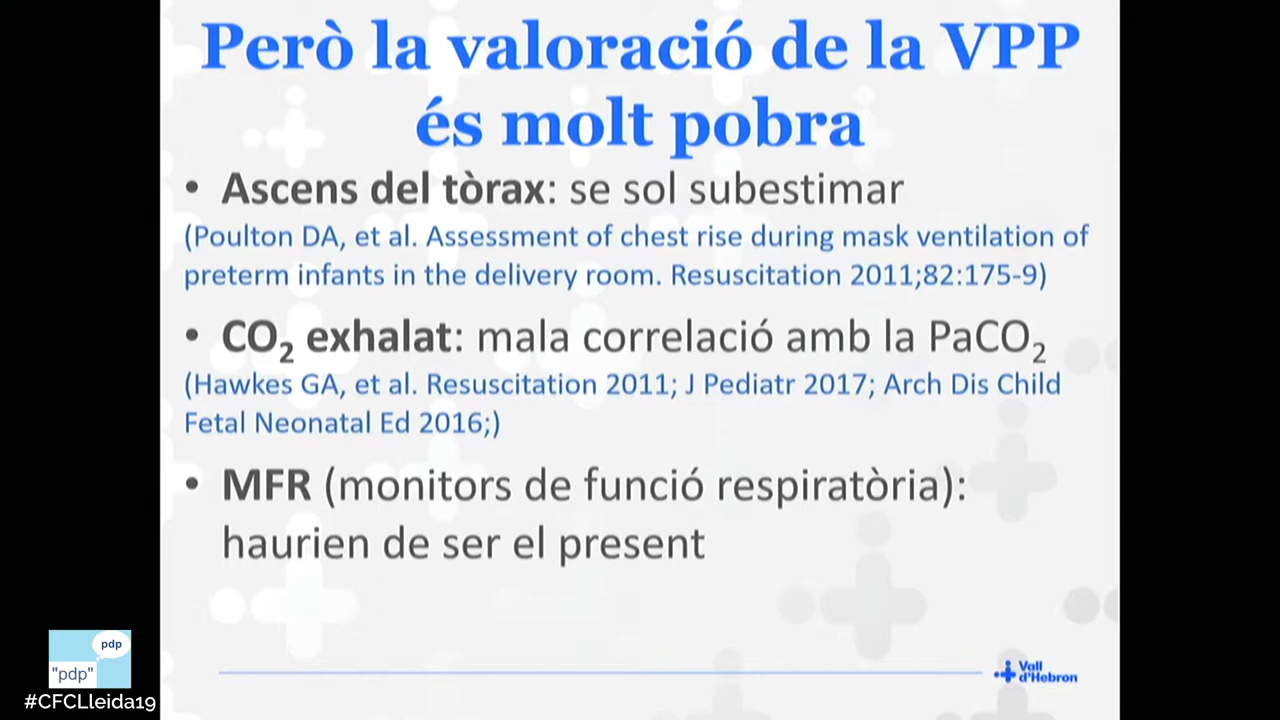 Però la valoració de la VPP
és molt pobra
• Ascens del tòrax: se sol subestimar
(Poulton DA, et al. Assessment of chest rise during mask ventilation of
preterm infants in the delivery room. Resuscitation 2011;82:175-9)
• CO₂ exhalat: mala correlació amb la PaCO₂
(Hawkes GA, et al. Resuscitation 2011; J Pediatr 2017; Arch Dis Child
Fetal Neonatal Ed 2016;)
• MFR (monitors de funció respiratòria):
haurien de ser el present
Vall
d'Hebron
pdp
"pdp"
#CFCLleida19